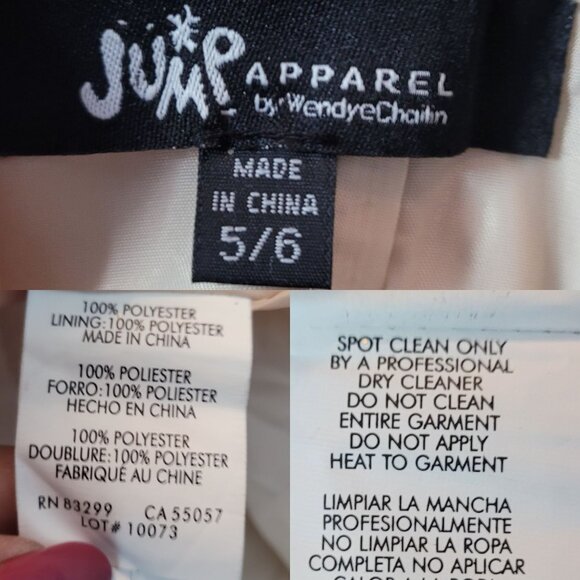 JUMP APPAREL
by WendyeChaitin
MADE
IN CHINA
5/6
100% POLYESTER
LINING:100% POLYESTER
MADE IN CHINA
100% POLIESTER
FORRO:100% POLIESTER
HECHO EN CHINA
100% POLYESTER
DOUBLURE:100% POLYESTER
FABRIQUÉ AU CHINE
RN 83299 CA 55057
LOT# 10073
SPOT CLEAN ONLY
BY A PROFESSIONAL
DRY CLEANER
DO NOT CLEAN
ENTIRE GARMENT
DO NOT APPLY
HEAT TO GARMENT
LIMPIAR LA MANCHA
PROFESIONALMENTE
NO LIMPIAR LA ROPA
COMPLETA NO APLICAR